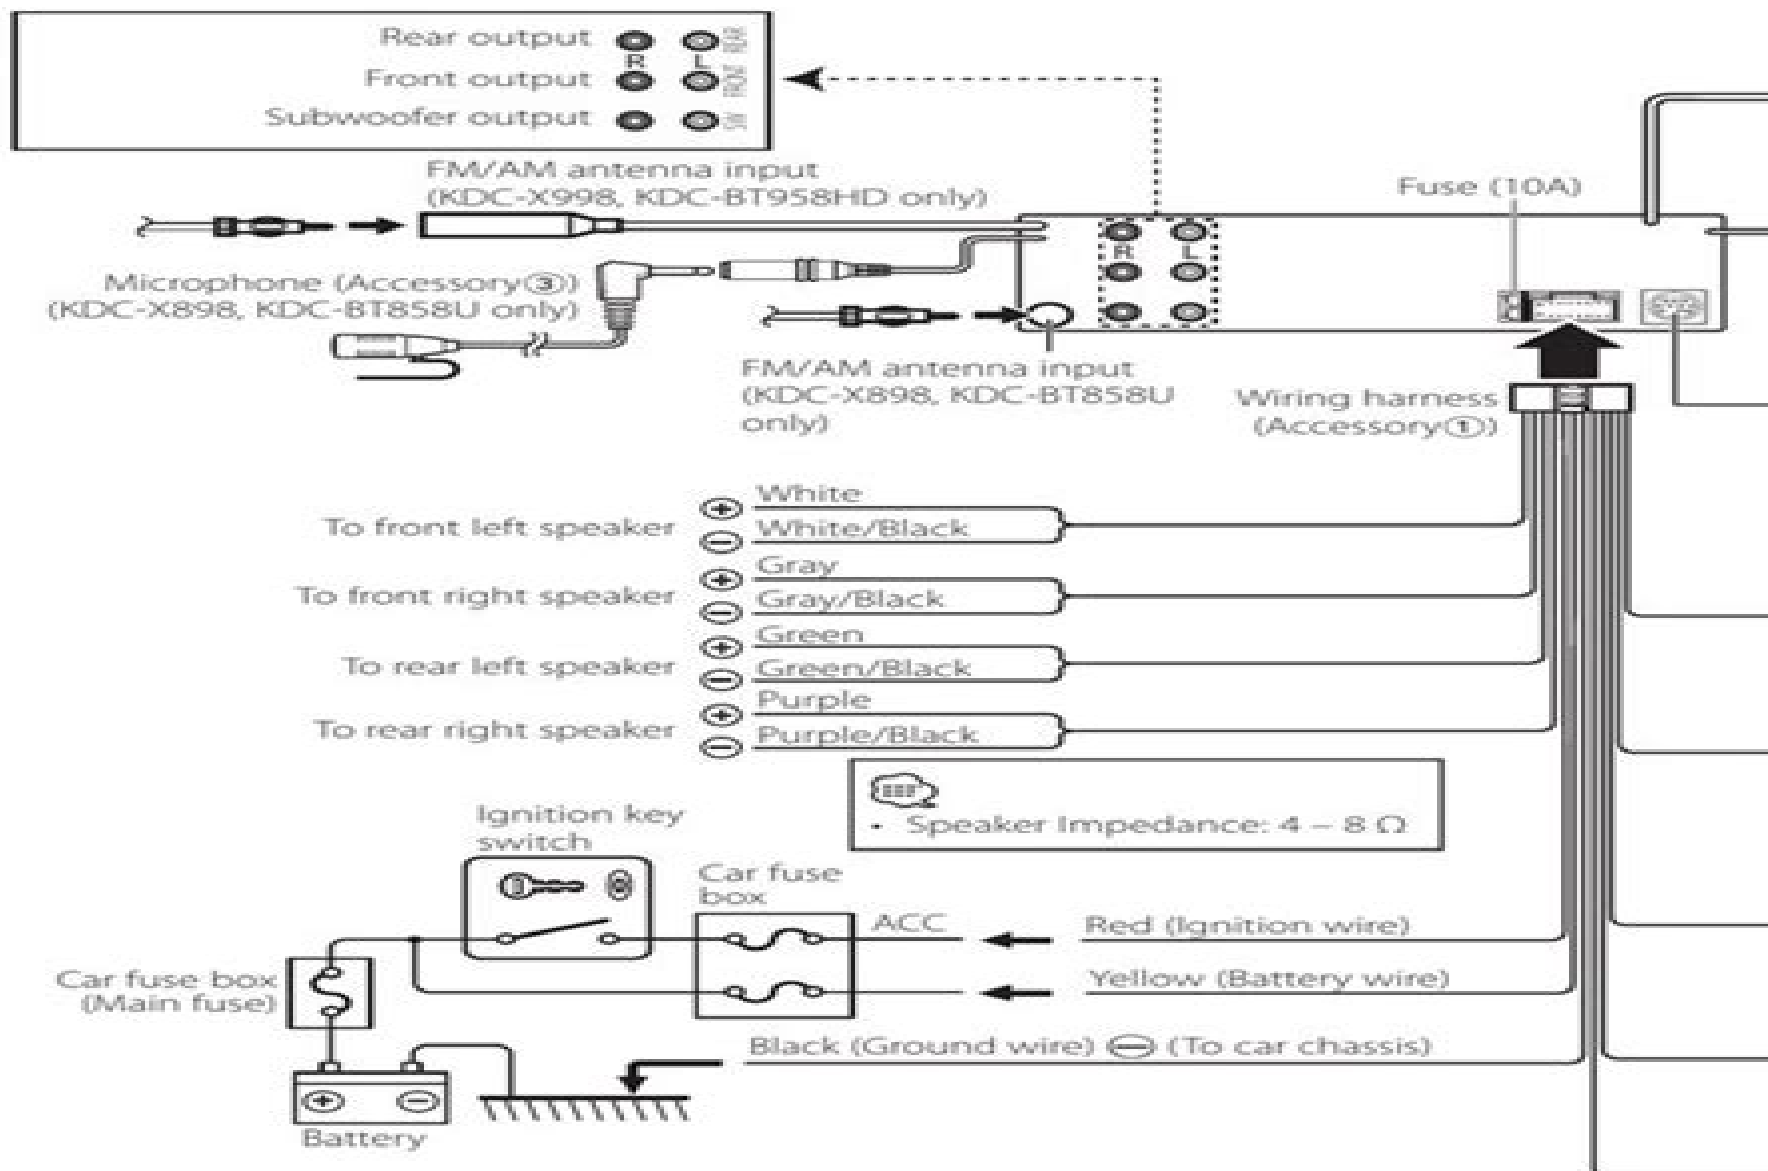 Rear output
R L REAR
Front output
FRONT
Subwoofer output
SW
FM/AM antenna input
(KDC-X998, KDC-BT958HD only)
Fuse (10A)
R L
Microphone (Accessory③)
(KDC-X898, KDC-BT858U only)
FM/AM antenna input
(KDC-X898, KDC-BT858U
only)
Wiring harness
(Accessory①)
To front left speaker
⊕ White
⊖ White/Black
To front right speaker
⊕ Gray
⊖ Gray/Black
To rear left speaker
⊕ Green
⊖ Green/Black
To rear right speaker
⊕ Purple
⊖ Purple/Black
• Speaker Impedance: 4 – 8 Ω
Ignition key
switch
Car fuse
box
ACC
Red (Ignition wire)
Car fuse box
(Main fuse)
Yellow (Battery wire)
Black (Ground wire) ⊖ (To car chassis)
⊕ ⊖
Battery